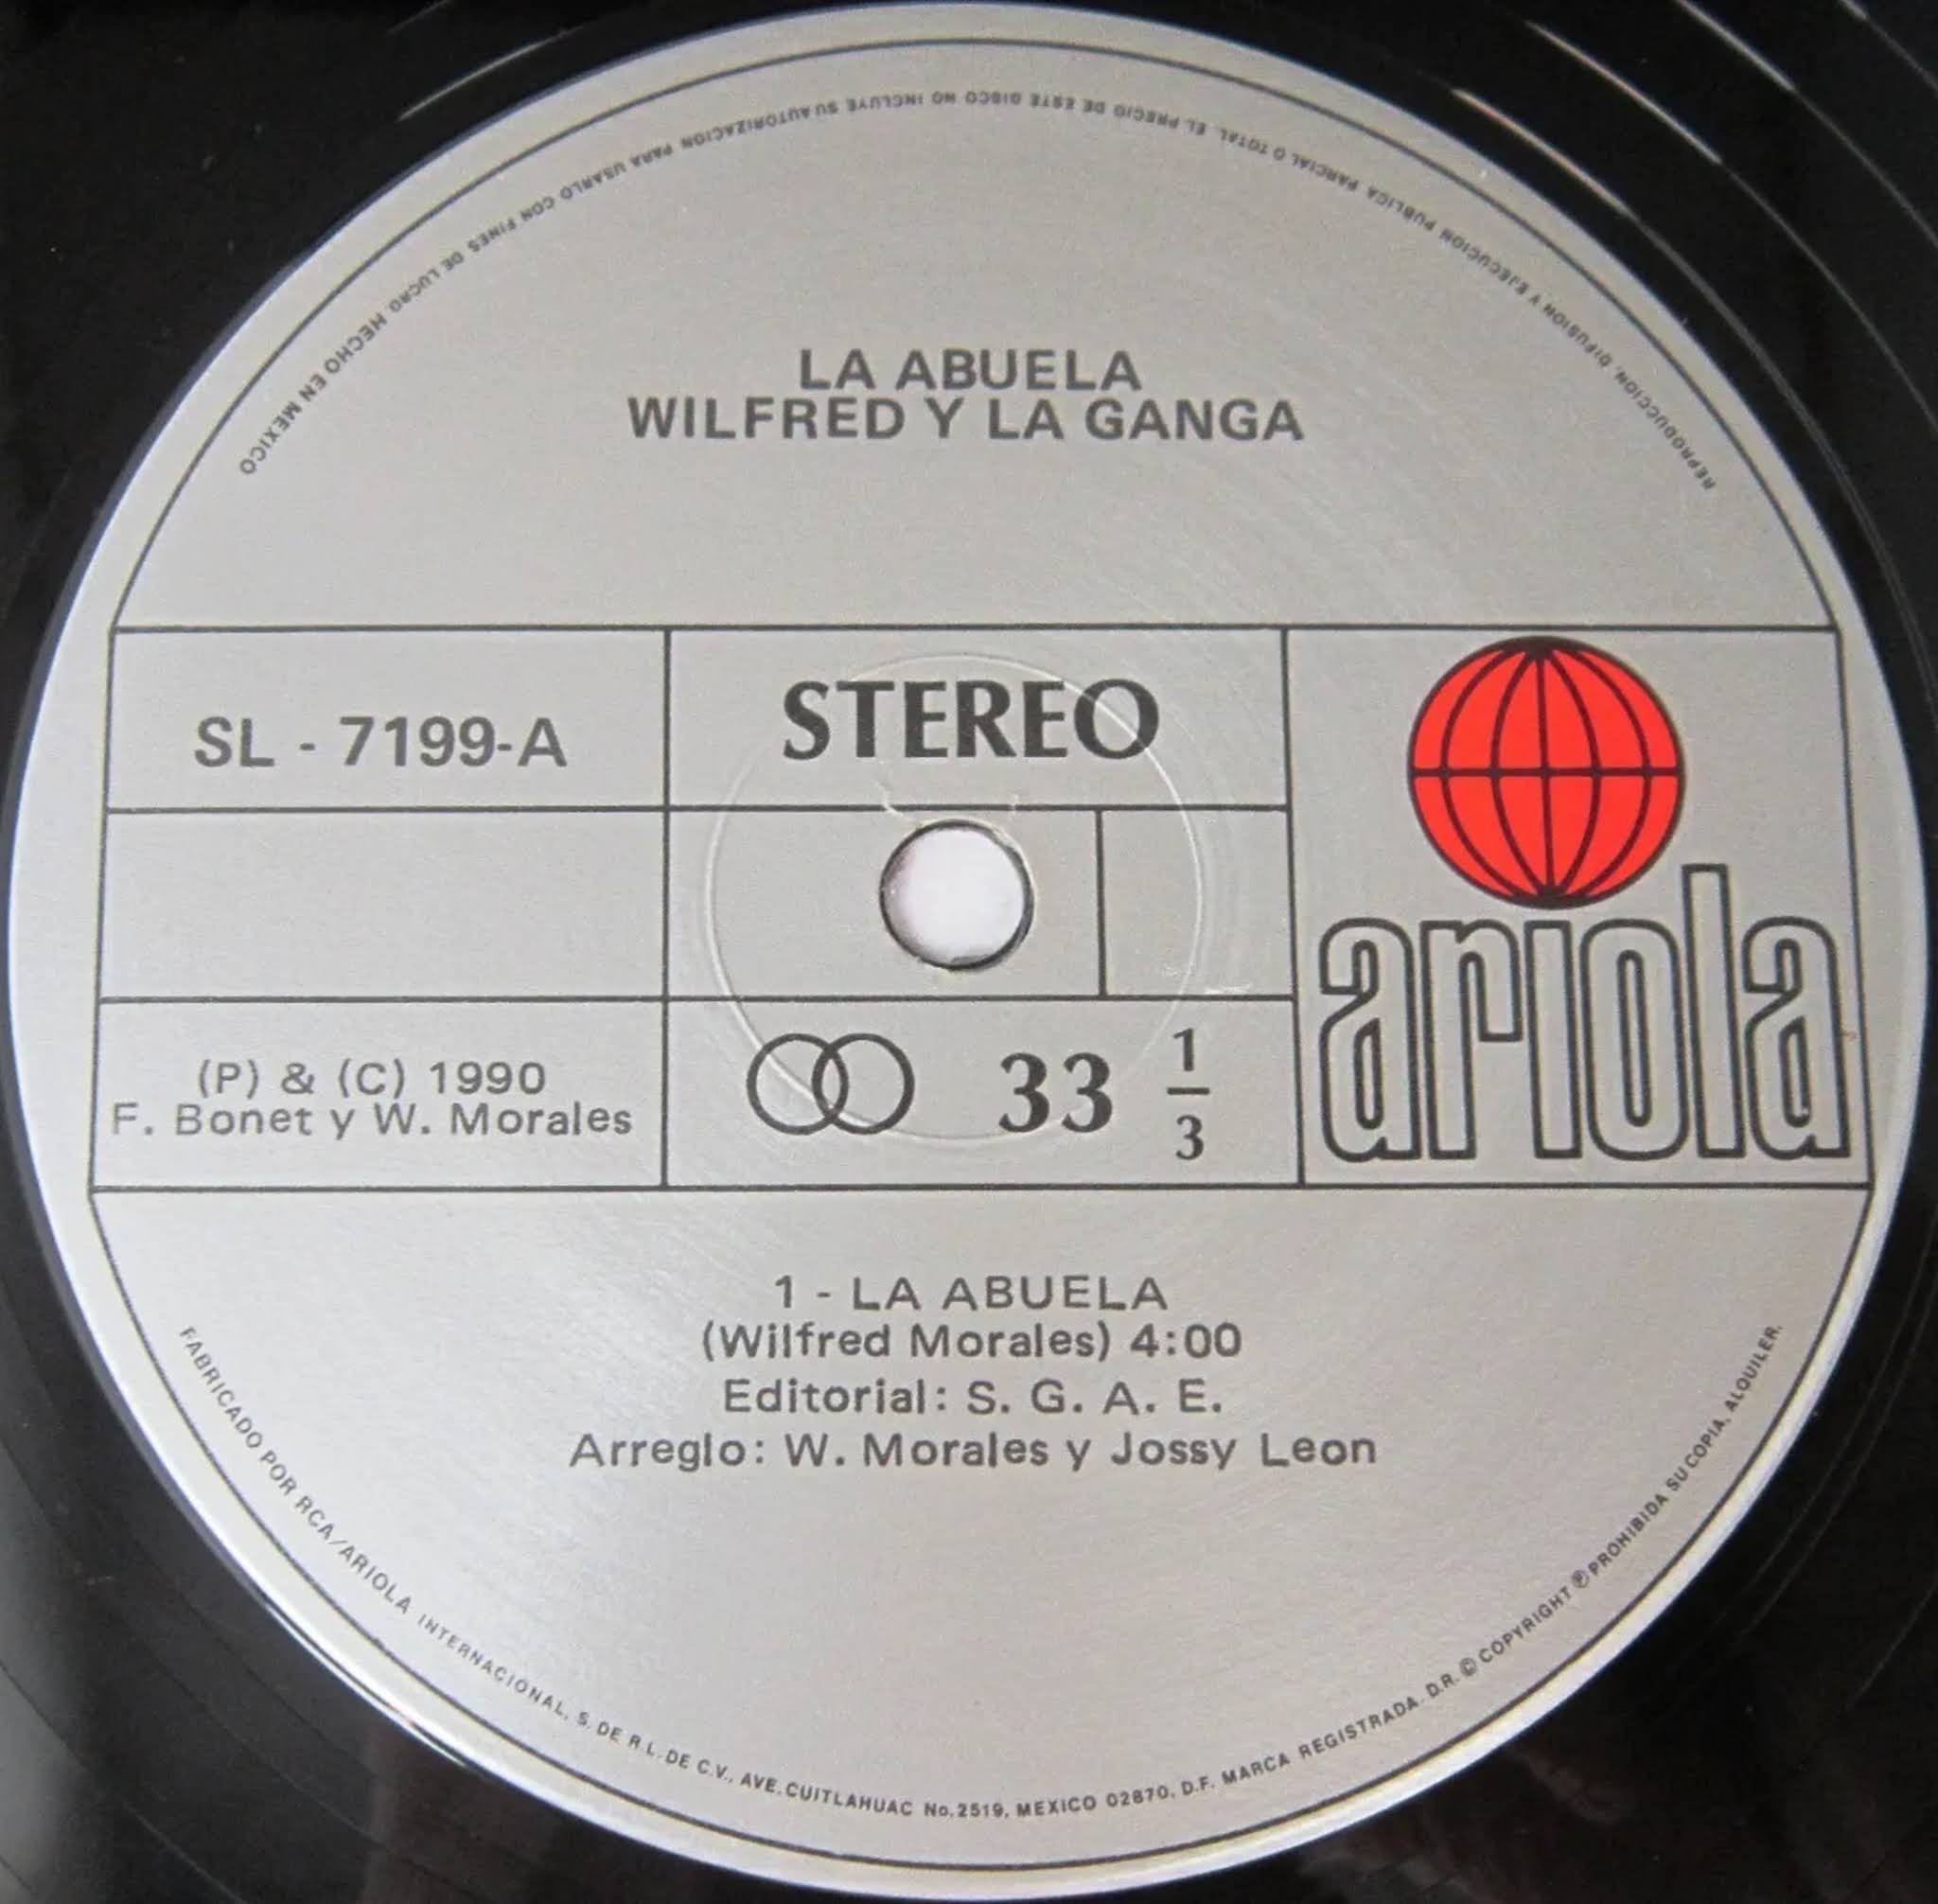 REPRODUCCION, DIFUSION Y EJECUCION PUBLICA PARCIAL O TOTAL. EL PRECIO DE ESTE DISCO NO INCLUYE SU AUTORIZACION PARA USARLO CON FINES DE LUCRO HECHO EN MEXICO
LA ABUELA
WILFRED Y LA GANGA
SL - 7199-A
STEREO
(P) & (C) 1990
F. Bonet y W. Morales
33 1/3
ariola
1 - LA ABUELA
(Wilfred Morales) 4:00
Editorial: S. G. A. E.
Arreglo: W. Morales y Jossy Leon
FABRICADO POR RCA/ARIOLA INTERNACIONAL, S. DE R.L. DE C.V., AVE. CUITLAHUAC No. 2519, MEXICO 02870, D.F. MARCA REGISTRADA. D.R. © COPYRIGHT ℗ PROHIBIDA SU COPIA, ALQUILER,